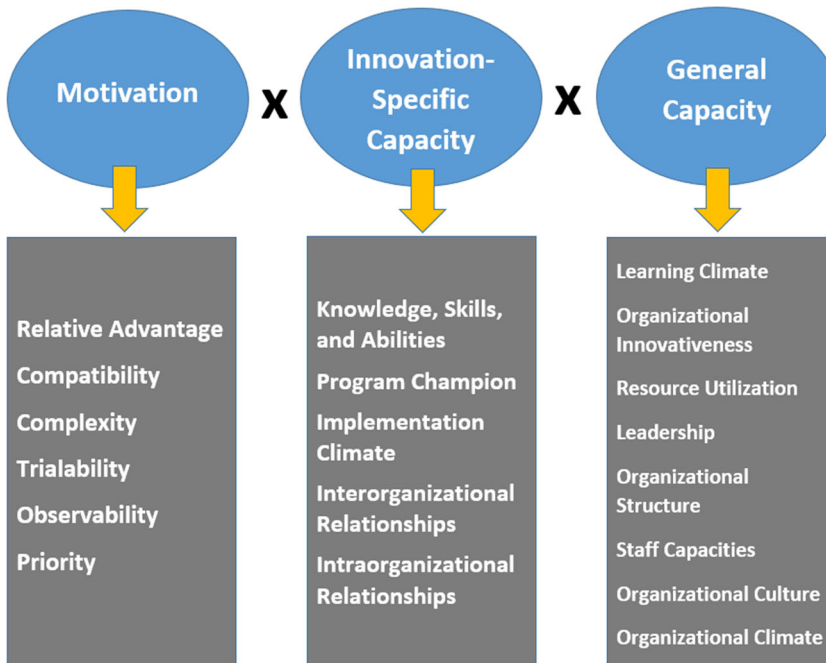 Motivation
X
Innovation-
Specific
Capacity
X
General
Capacity
Relative Advantage
Compatibility
Complexity
Trialability
Observability
Priority
Knowledge, Skills,
and Abilities
Program Champion
Implementation
Climate
Interorganizational
Relationships
Intraorganizational
Relationships
Learning Climate
Organizational
Innovativeness
Resource Utilization
Leadership
Organizational
Structure
Staff Capacities
Organizational Culture
Organizational Climate